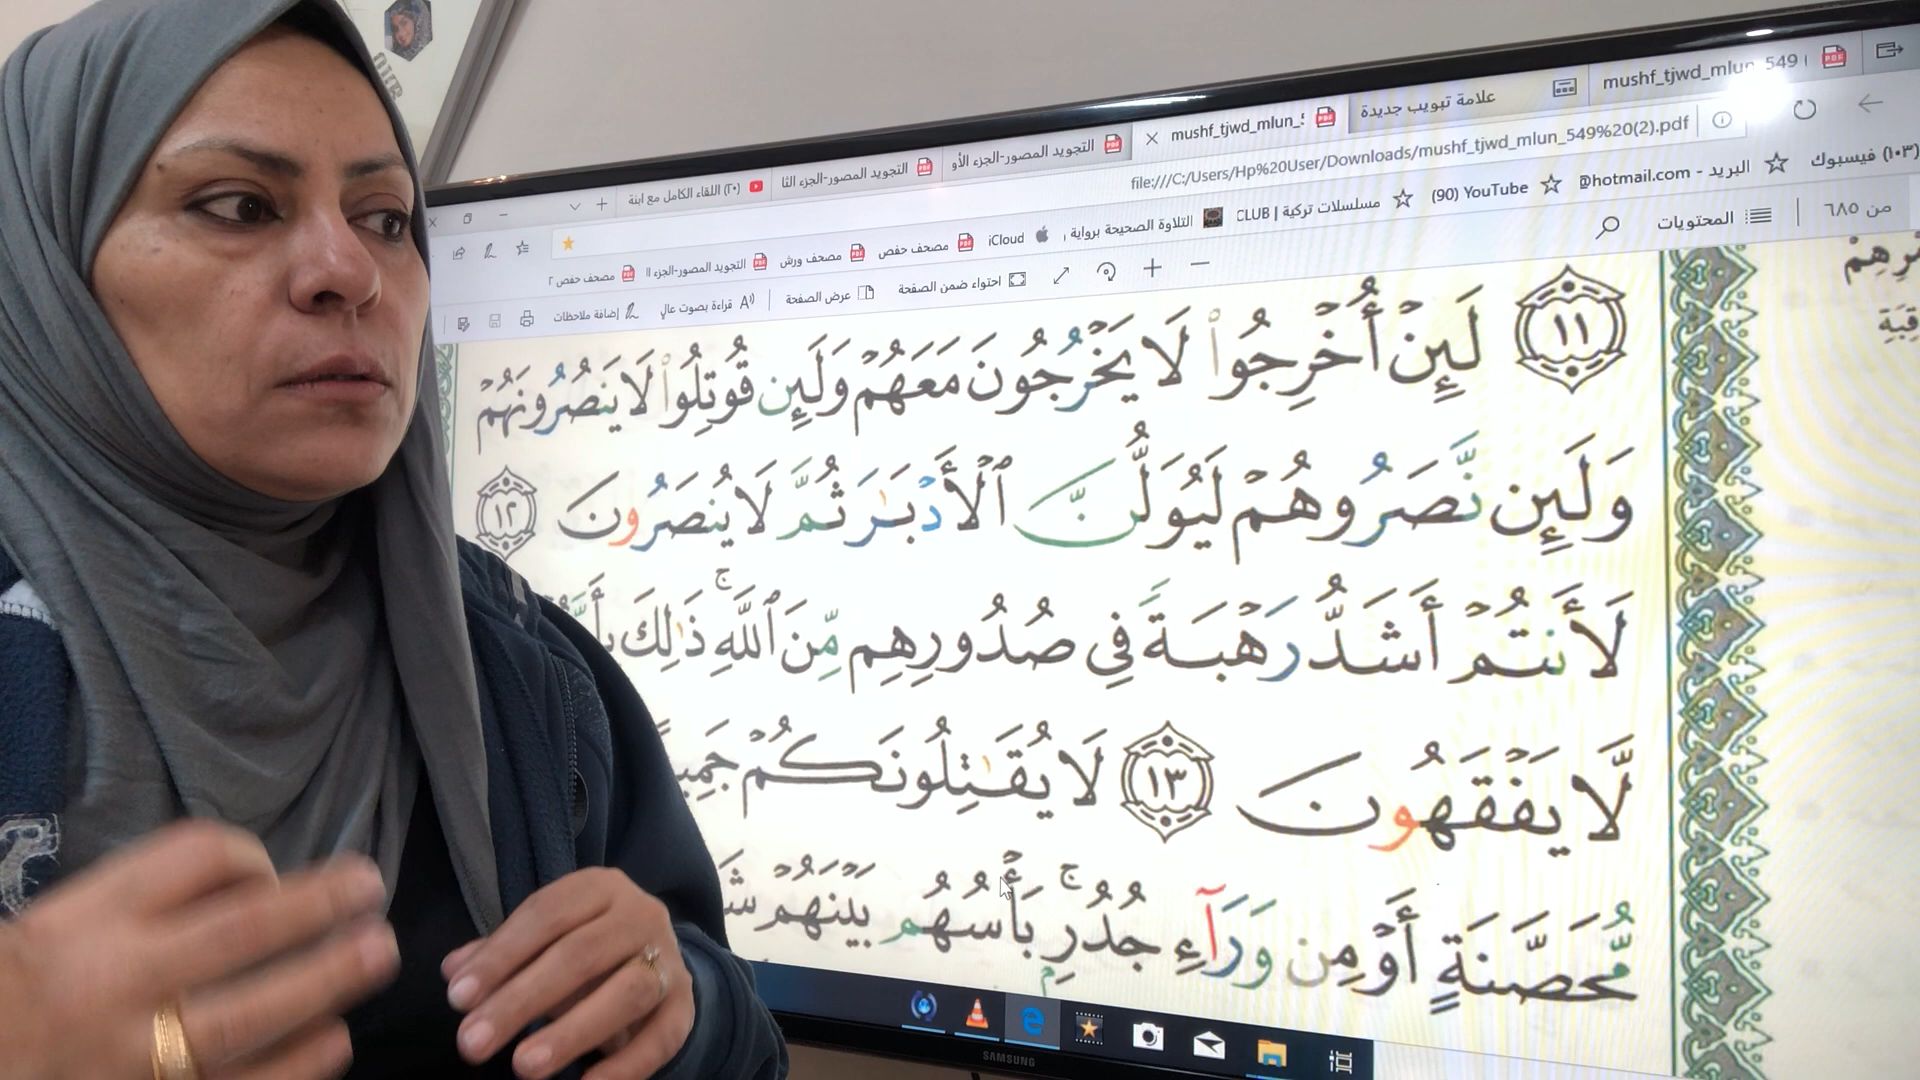 mushf_tjwd_mlun_549
علامة تبويب جديدة
mushf_tjwd_mlun_5
التجويد المصور-الجزء الأو
التجويد المصور-الجزء الثا
(٢٠) اللقاء الكامل مع ابنة
file:///C:/Users/Hp%20User/Downloads/mushf_tjwd_mlun_549%20(2).pdf
(١٠٣) فيسبوك
البريد - @hotmail.com
(90) YouTube
مسلسلات تركية | CLUB
التلاوة الصحيحة برواية
iCloud
مصحف حفص
مصحف ورش
التجويد المصور-الجزء ال
مصحف حفص ٢
من ٦٨٥
المحتويات
احتواء ضمن الصفحة
عرض الصفحة
قراءة بصوت عالٍ
إضافة ملاحظات
١١ لَئِنْ أُخْرِجُوا۟ لَا يَخْرُجُونَ مَعَهُمْ وَلَئِن قُوتِلُوا۟ لَا يَنصُرُونَهُمْ
وَلَئِن نَّصَرُوهُمْ لَيُوَلُّنَّ ٱلْأَدْبَـٰرَ ثُمَّ لَا يُنصَرُونَ ١٢
لَأَنتُمْ أَشَدُّ رَهْبَةً فِى صُدُورِهِم مِّنَ ٱللَّهِ ۚ ذَٰلِكَ
لَّا يَفْقَهُونَ ١٣ لَا يُقَـٰتِلُونَكُمْ
مُّحَصَّنَةٍ أَوْ مِن وَرَآءِ جُدُرٍۭ ۚ بَأْسُهُم بَيْنَهُمْ
SAMSUNG